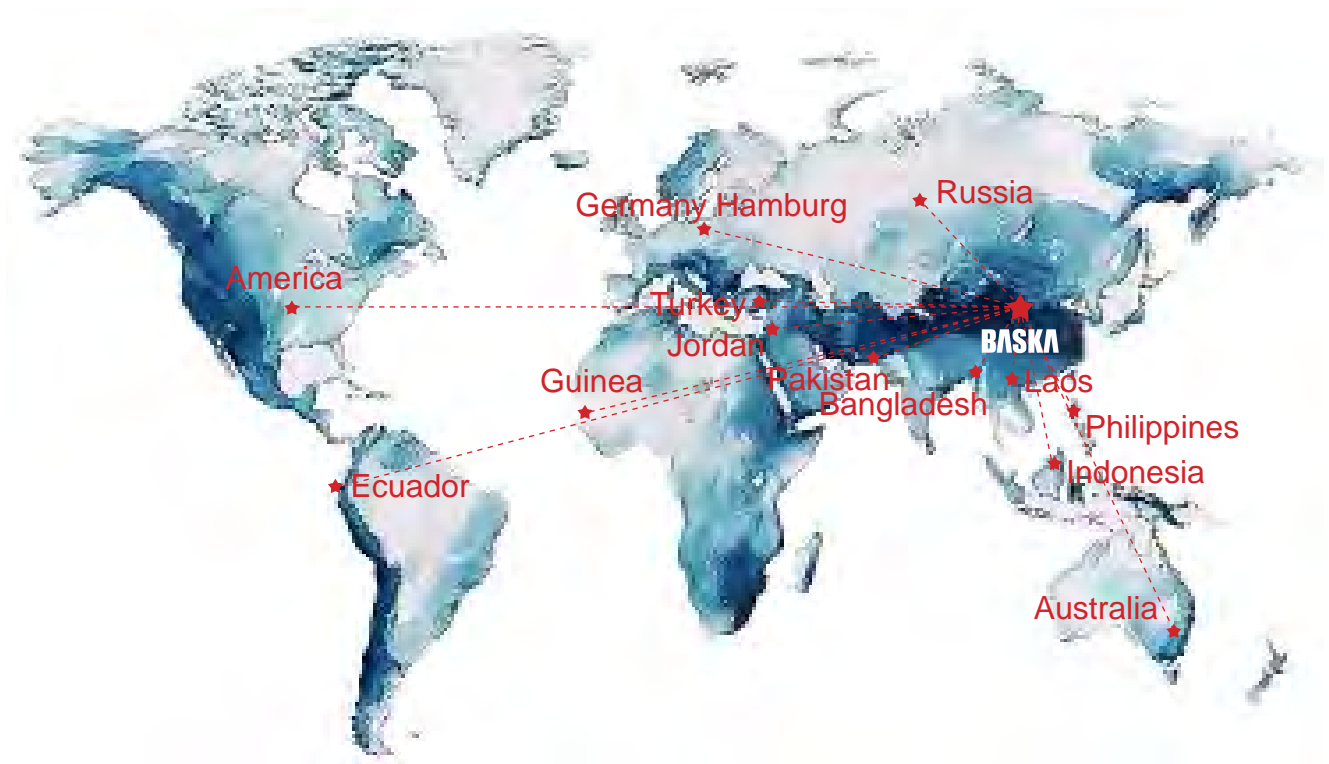 Russia
Germany Hamburg
America
Turkey
BASKA
Jordan
Guinea
Pakistan
Laos
Bangladesh
Philippines
Indonesia
Ecuador
Australia